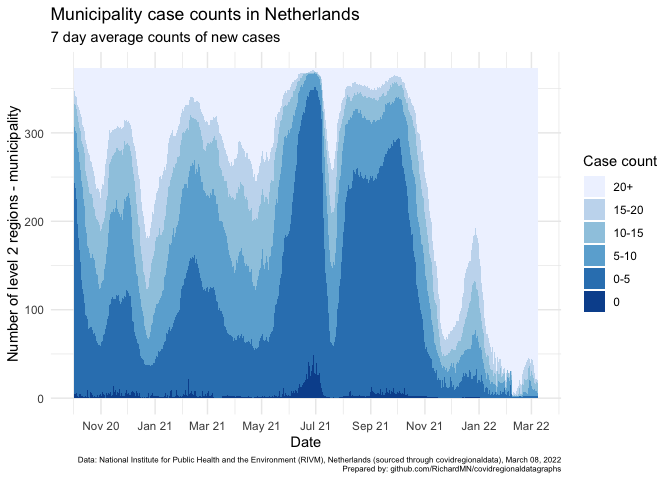 Municipality case counts in Netherlands
7 day average counts of new cases
Number of level 2 regions - municipality
300
200
100
0
Nov 20 Jan 21 Mar 21 May 21 Jul 21 Sep 21 Nov 21 Jan 22 Mar 22
Date
Case count
20+
15-20
10-15
5-10
0-5
0
Data: National Institute for Public Health and the Environment (RIVM), Netherlands (sourced through covidregionaldata), March 08, 2022
Prepared by: github.com/RichardMN/covidregionaldatagraphs